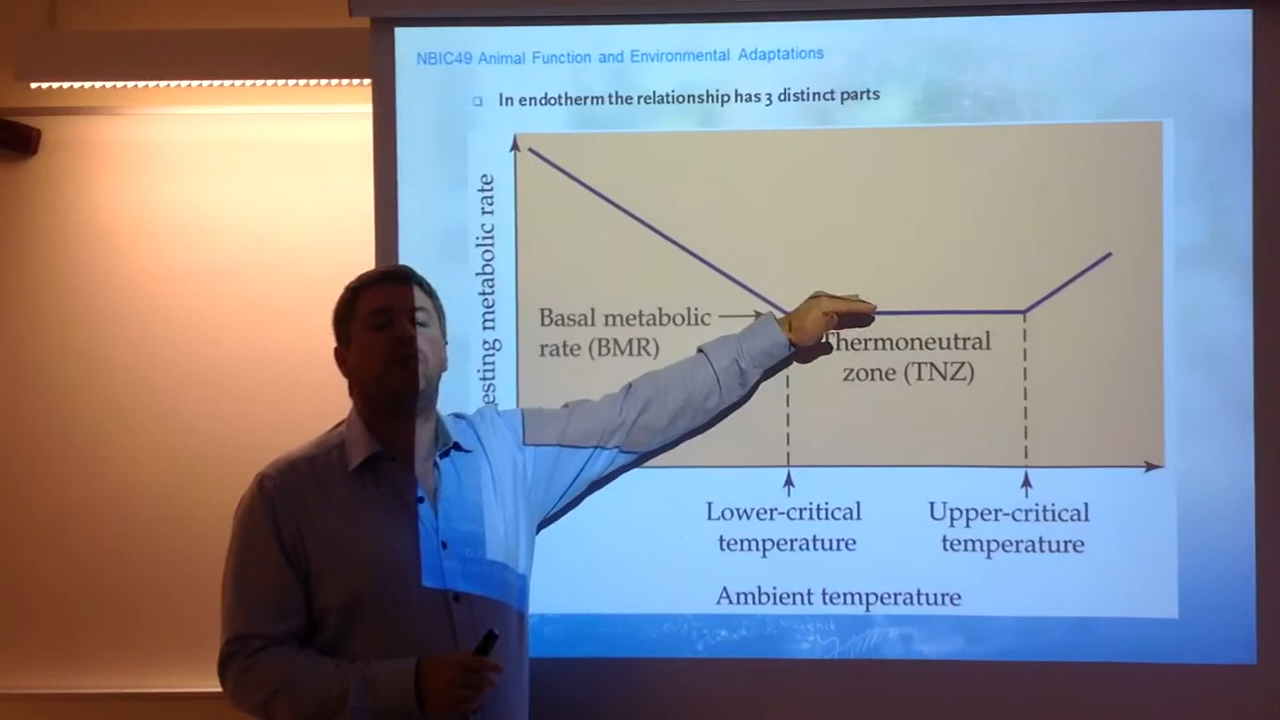 NBIC49 Animal Function and Environmental Adaptations
In endotherm the relationship has 3 distinct parts
esting metabolic rate
Basal metabolic
rate (BMR)
Thermoneutral
zone (TNZ)
Lower-critical
temperature
Upper-critical
temperature
Ambient temperature